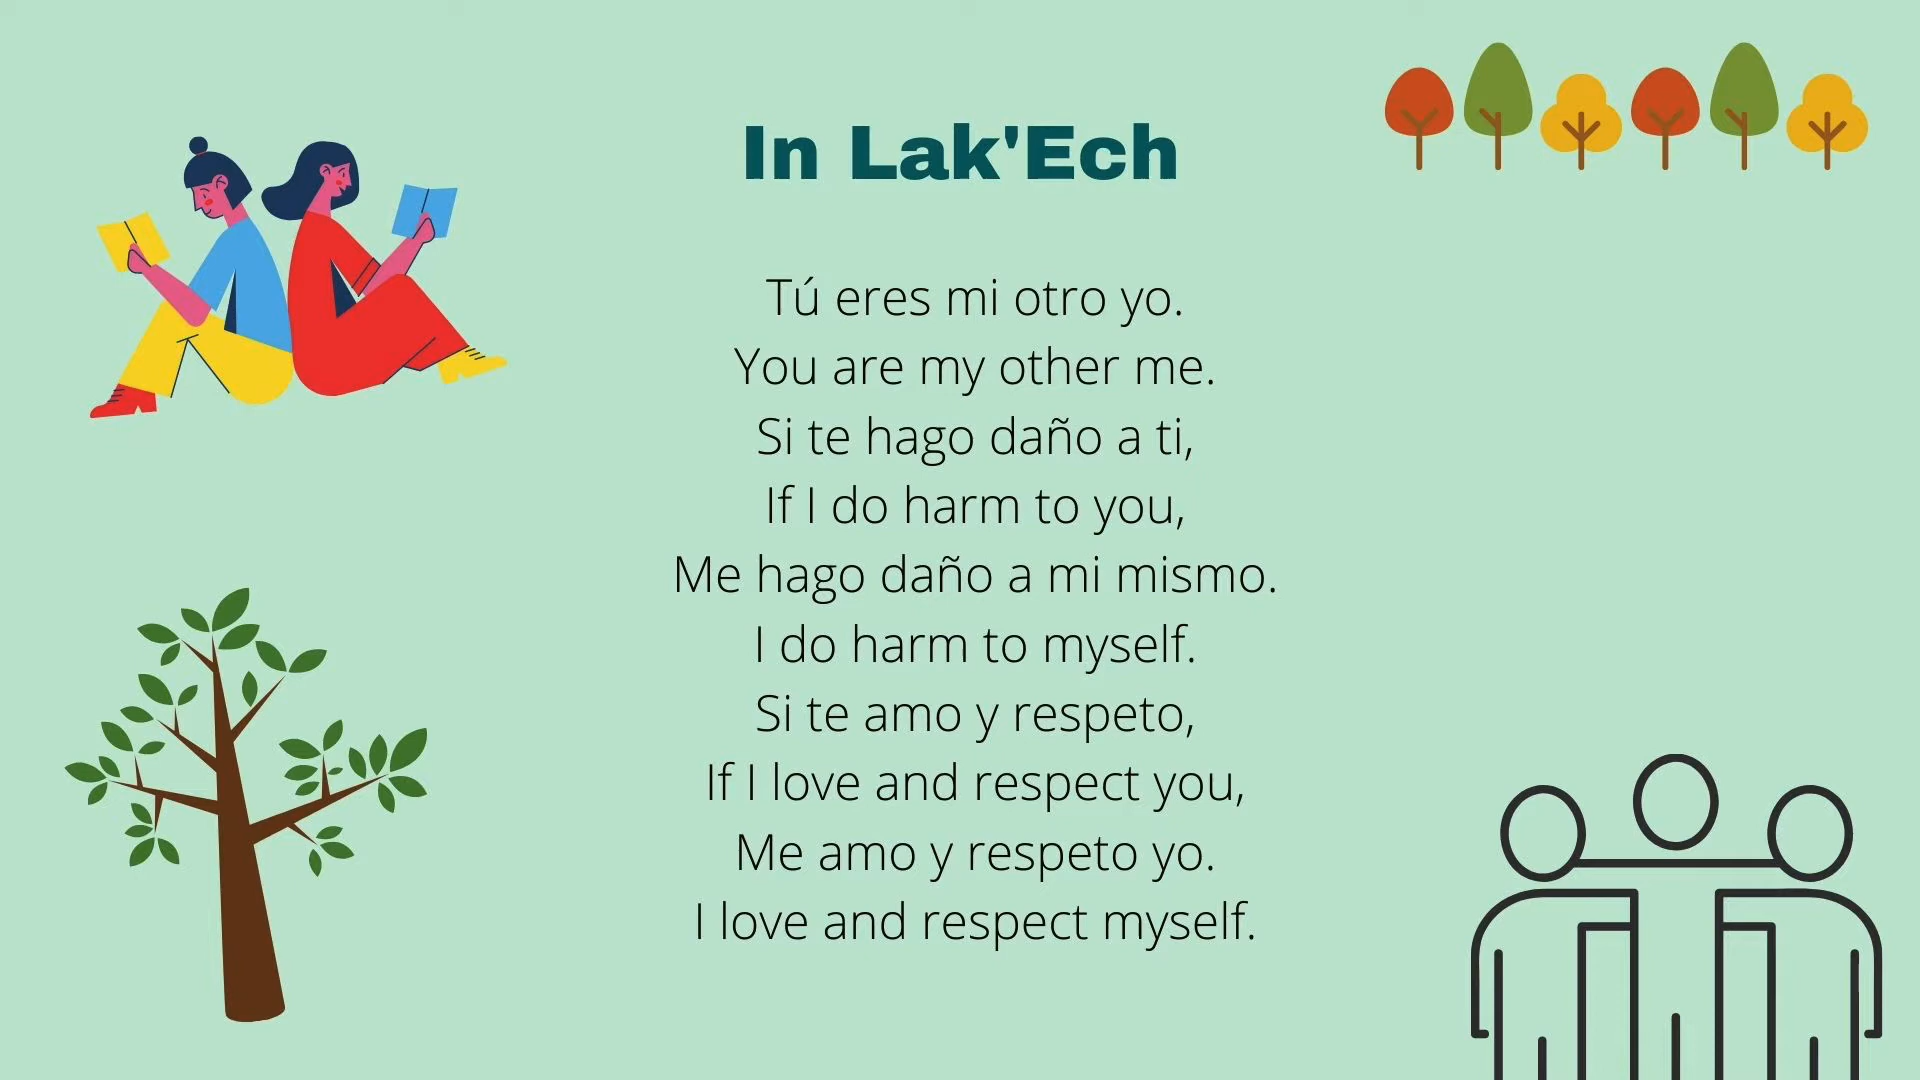 In Lak'Ech
Tú eres mi otro yo.
You are my other me.
Si te hago daño a ti,
If I do harm to you,
Me hago daño a mi mismo.
I do harm to myself.
Si te amo y respeto,
If I love and respect you,
Me amo y respeto yo.
I love and respect myself.